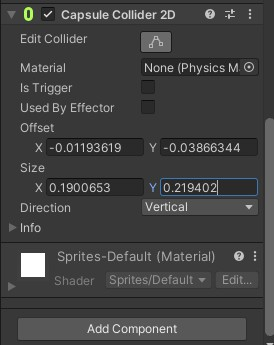 Capsule Collider 2D
Edit Collider
Material None (Physics M
Is Trigger
Used By Effector
Offset
X -0.01193619 Y -0.03866344
Size
X 0.1900653 Y 0.219402
Direction Vertical
Info
Sprites-Default (Material)
Shader Sprites/Default Edit...
Add Component